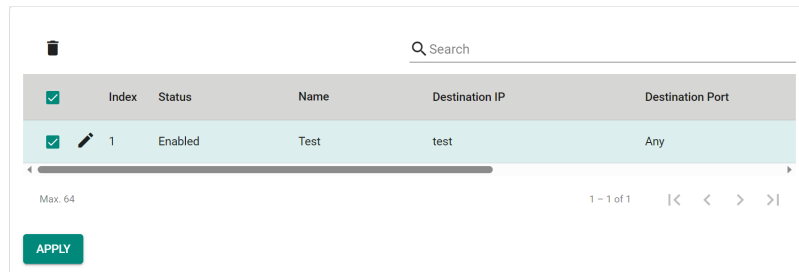 Search
Index Status Name Destination IP Destination Port
1 Enabled Test test Any
Max. 64 1 – 1 of 1
APPLY